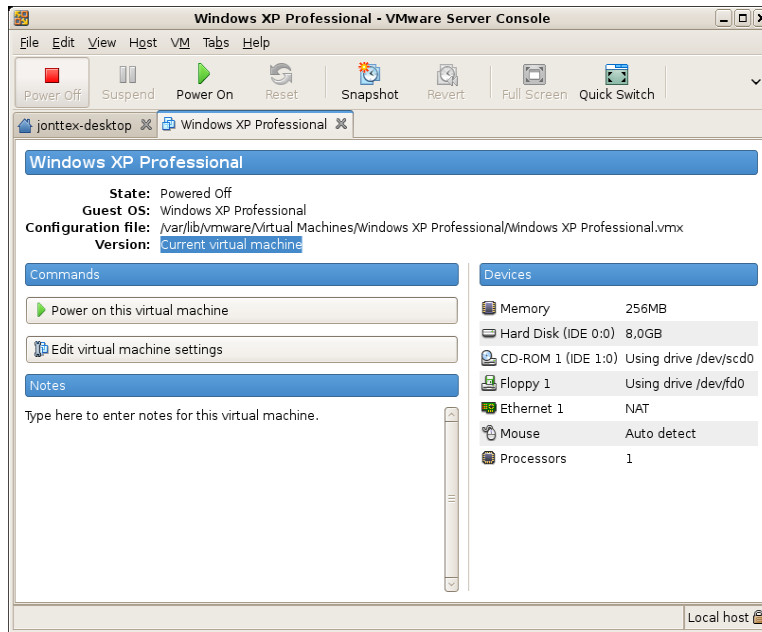 Windows XP Professional - VMware Server Console
File Edit View Host VM Tabs Help
Power Off Suspend Power On Reset Snapshot Revert Full Screen Quick Switch
jonttex-desktop Windows XP Professional
Windows XP Professional
State: Powered Off
Guest OS: Windows XP Professional
Configuration file: /var/lib/vmware/Virtual Machines/Windows XP Professional/Windows XP Professional.vmx
Version: Current virtual machine
Commands
Power on this virtual machine
Edit virtual machine settings
Notes
Type here to enter notes for this virtual machine.
Devices
Memory 256MB
Hard Disk (IDE 0:0) 8,0GB
CD-ROM 1 (IDE 1:0) Using drive /dev/scd0
Floppy 1 Using drive /dev/fd0
Ethernet 1 NAT
Mouse Auto detect
Processors 1
Local host